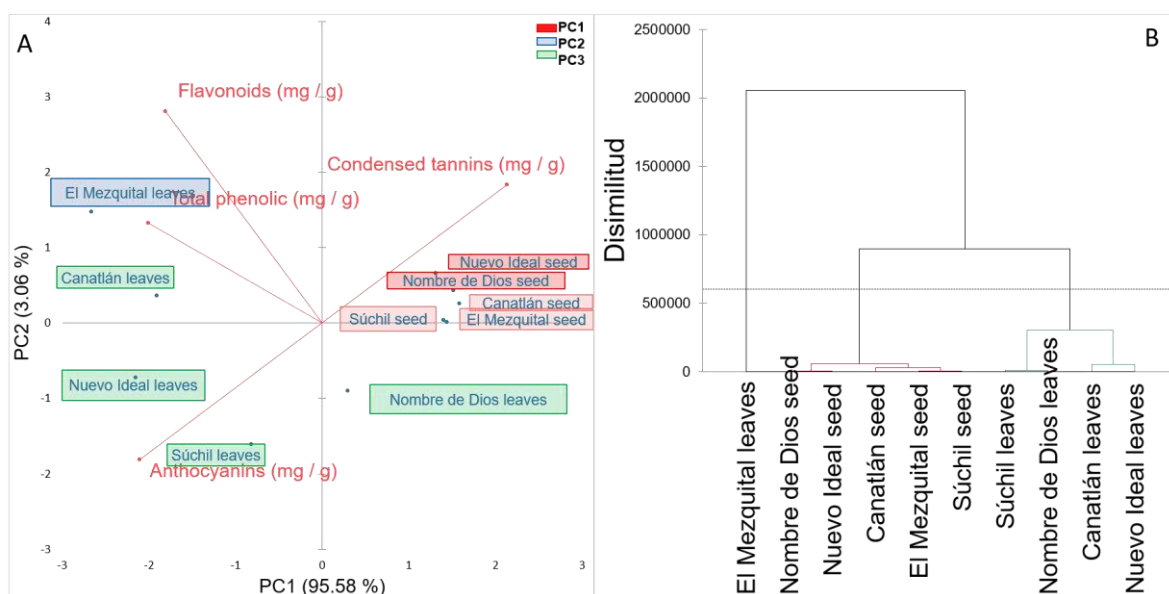 A
PC1
PC2
PC3
4
3
2
1
0
-1
-2
-3
PC2 (3.06 %)
Flavonoids (mg / g)
Condensed tannins (mg / g)
El Mezquital leaves
Total phenolic (mg / g)
Nuevo Ideal seed
Canatlán leaves
Nombre de Dios seed
Canatlán seed
Súchil seed
El Mezquital seed
Nuevo Ideal leaves
Nombre de Dios leaves
Súchil leaves
Anthocyanins (mg / g)
-3
-2
-1
0
1
2
3
PC1 (95.58 %)
B
2500000
2000000
1500000
1000000
500000
0
Disimilitud
El Mezquital leaves
Nombre de Dios seed
Nuevo Ideal seed
Canatlán seed
El Mezquital seed
Súchil seed
Súchil leaves
Nombre de Dios leaves
Canatlán leaves
Nuevo Ideal leaves